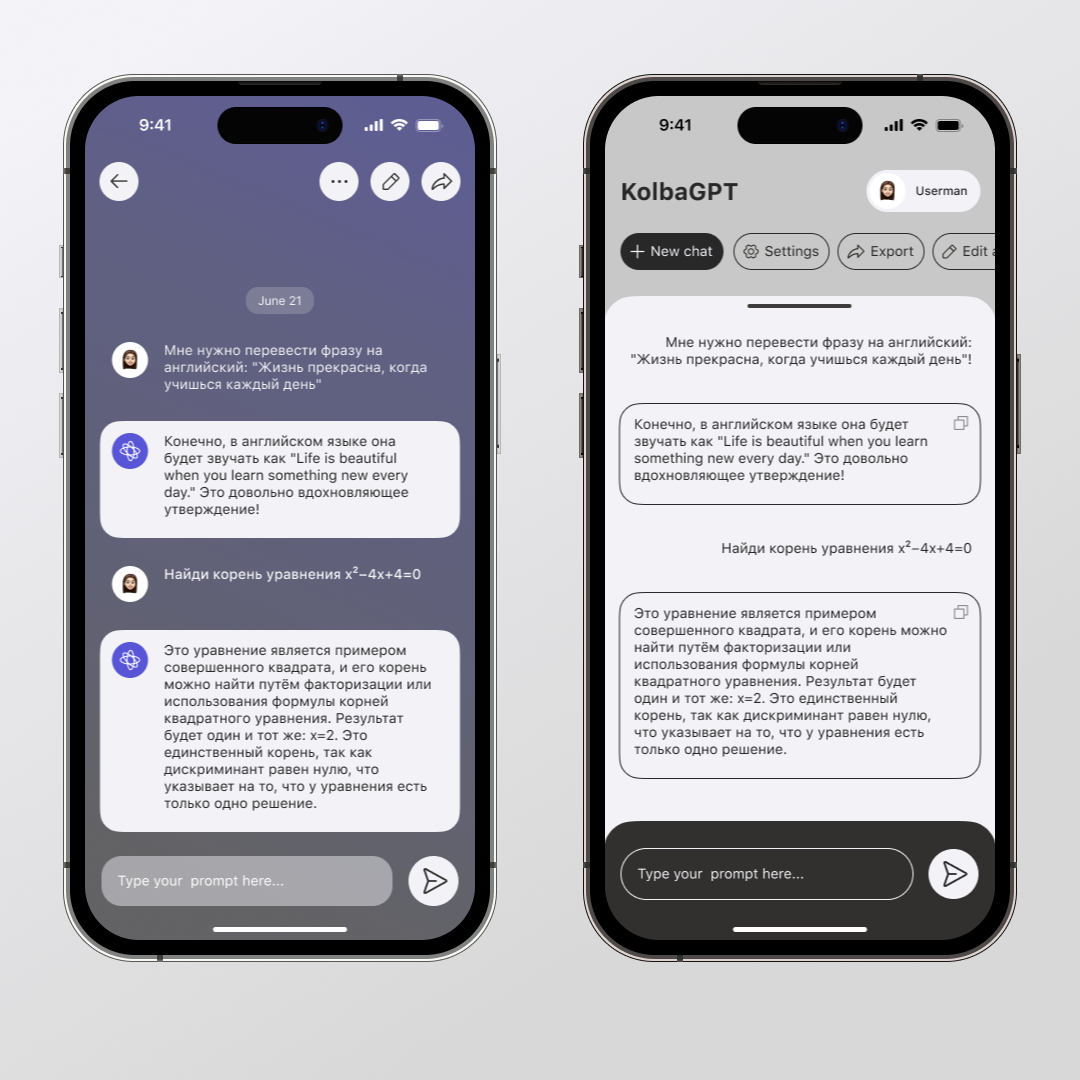 9:41
June 21
Мне нужно перевести фразу на
английский: "Жизнь прекрасна, когда
учишься каждый день"
Конечно, в английском языке она
будет звучать как "Life is beautiful
when you learn something new every
day." Это довольно вдохновляющее
утверждение!
Найди корень уравнения x²−4x+4=0
Это уравнение является примером
совершенного квадрата, и его корень
можно найти путём факторизации или
использования формулы корней
квадратного уравнения. Результат
будет один и тот же: x=2. Это
единственный корень, так как
дискриминант равен нулю, что
указывает на то, что у уравнения есть
только одно решение.
Type your  prompt here...
9:41
KolbaGPT
Userman
New chat
Settings
Export
Edit
Мне нужно перевести фразу на английский:
"Жизнь прекрасна, когда учишься каждый день"!
Конечно, в английском языке она будет
звучать как "Life is beautiful when you learn
something new every day." Это довольно
вдохновляющее утверждение!
Найди корень уравнения x²−4x+4=0
Это уравнение является примером
совершенного квадрата, и его корень можно
найти путём факторизации или
использования формулы корней
квадратного уравнения. Результат будет
один и тот же: x=2. Это единственный
корень, так как дискриминант равен нулю,
что указывает на то, что у уравнения есть
только одно решение.
Type your  prompt here...